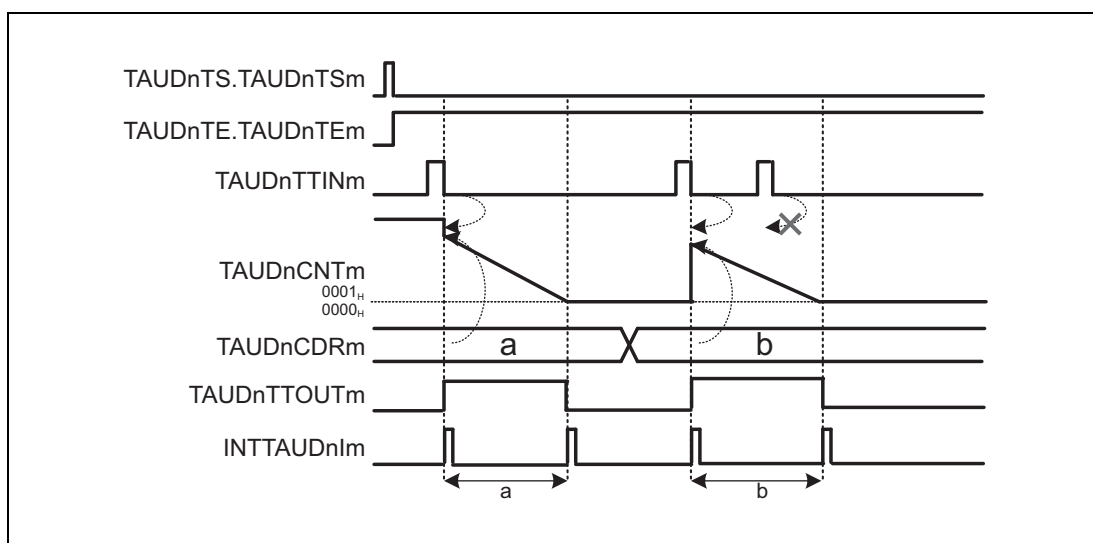 TAUDnTS.TAUDnTSm
TAUDnTE.TAUDnTEm
TAUDnTTINm
TAUDnCNTm
0001H
0000H
TAUDnCDRm
a
b
TAUDnTTOUTm
INTTAUDnIm
a
b